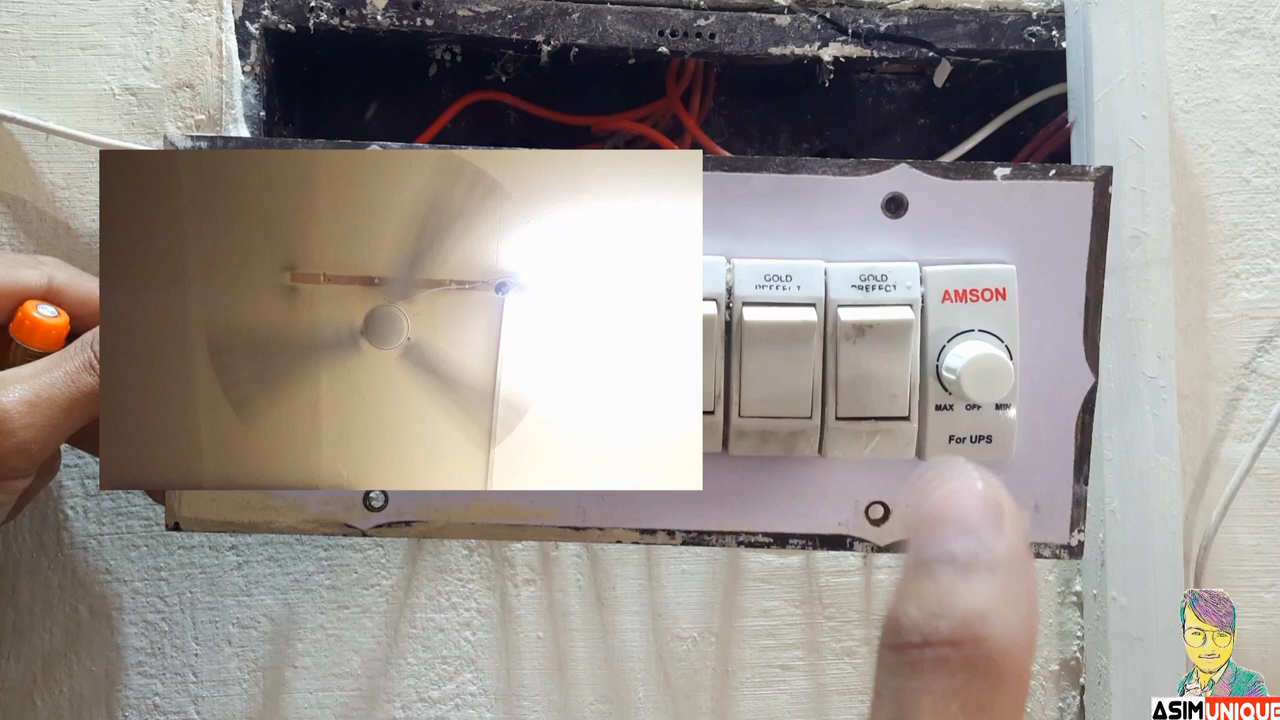 GOLD
GOLD
AMSON
MAX OFF MIN
For UPS
ASIMUNIQUE